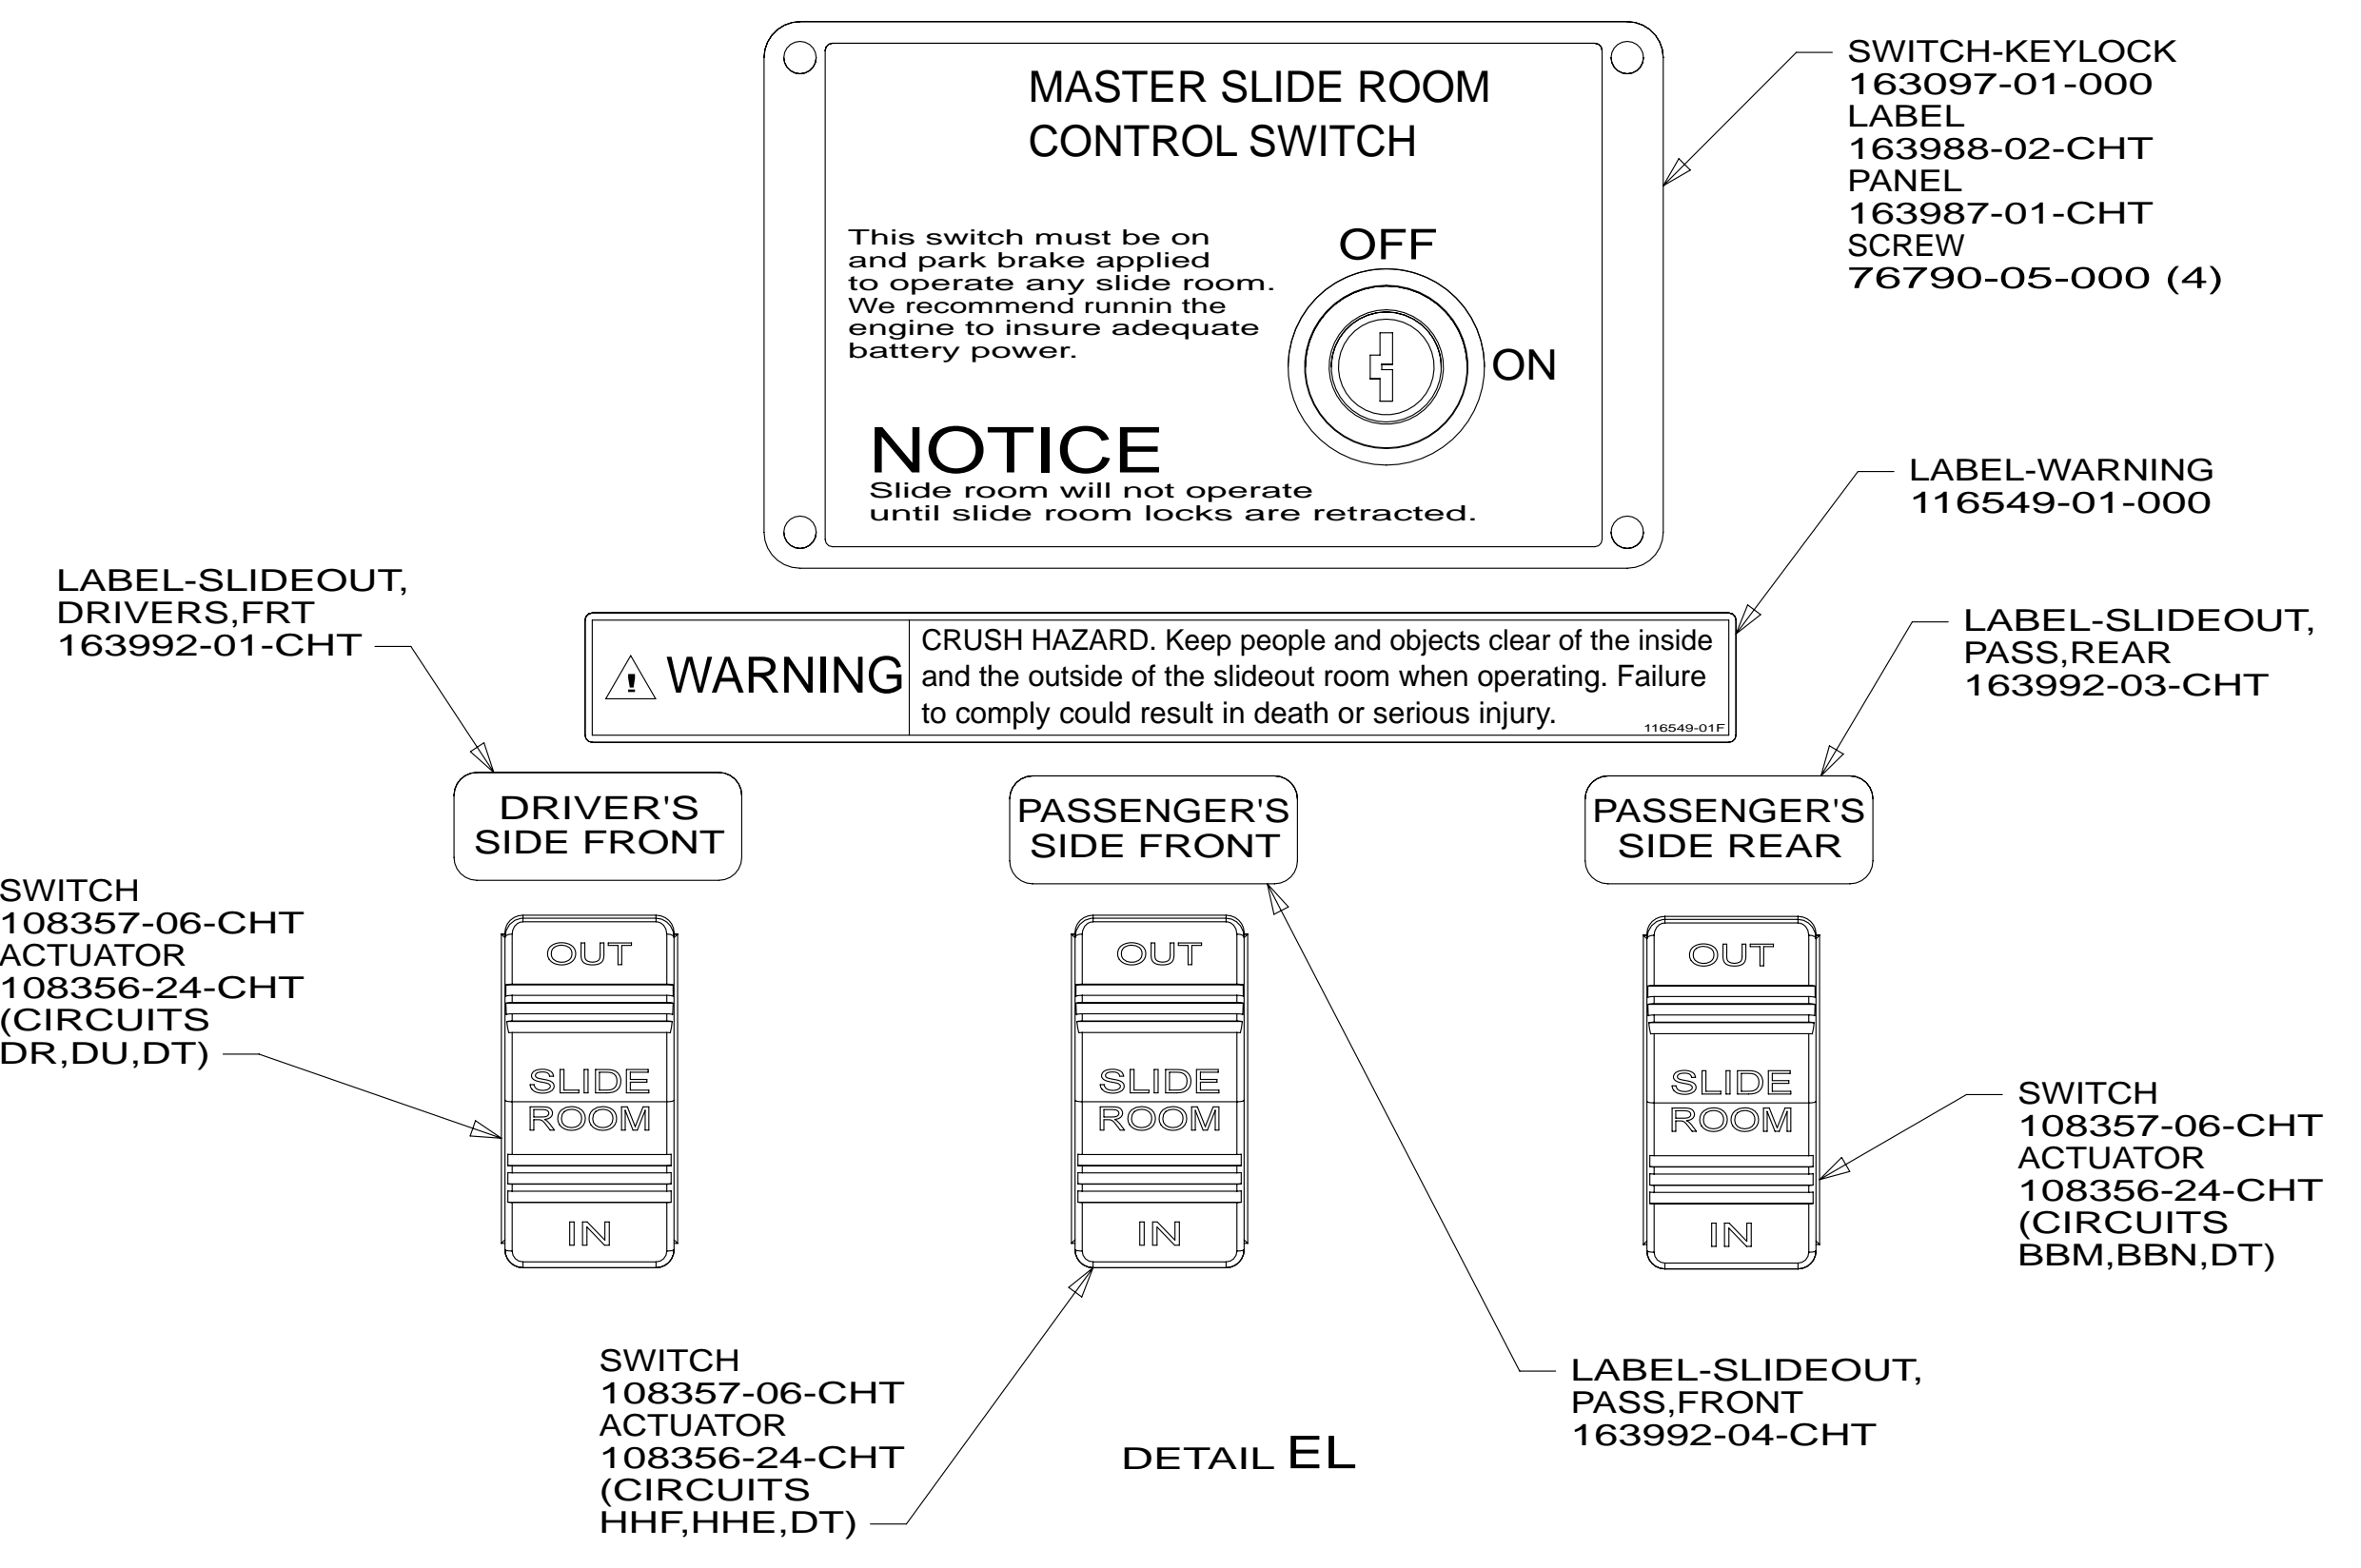 MASTER SLIDE ROOM
CONTROL SWITCH
This switch must be on
and park brake applied
to operate any slide room.
We recommend runnin the
engine to insure adequate
battery power.
OFF
ON
NOTICE
Slide room will not operate
until slide room locks are retracted.
SWITCH-KEYLOCK
163097-01-000
LABEL
163988-02-CHT
PANEL
163987-01-CHT
SCREW
76790-05-000 (4)
LABEL-WARNING
116549-01-000
LABEL-SLIDEOUT,
DRIVERS,FRT
163992-01-CHT
WARNING
CRUSH HAZARD. Keep people and objects clear of the inside
and the outside of the slideout room when operating. Failure
to comply could result in death or serious injury.
116549-01F
LABEL-SLIDEOUT,
PASS,REAR
163992-03-CHT
DRIVER'S
SIDE FRONT
PASSENGER'S
SIDE FRONT
PASSENGER'S
SIDE REAR
SWITCH
108357-06-CHT
ACTUATOR
108356-24-CHT
(CIRCUITS
DR,DU,DT)
OUT
SLIDE
ROOM
IN
OUT
SLIDE
ROOM
IN
OUT
SLIDE
ROOM
IN
SWITCH
108357-06-CHT
ACTUATOR
108356-24-CHT
(CIRCUITS
BBM,BBN,DT)
SWITCH
108357-06-CHT
ACTUATOR
108356-24-CHT
(CIRCUITS
HHF,HHE,DT)
LABEL-SLIDEOUT,
PASS,FRONT
163992-04-CHT
DETAIL EL